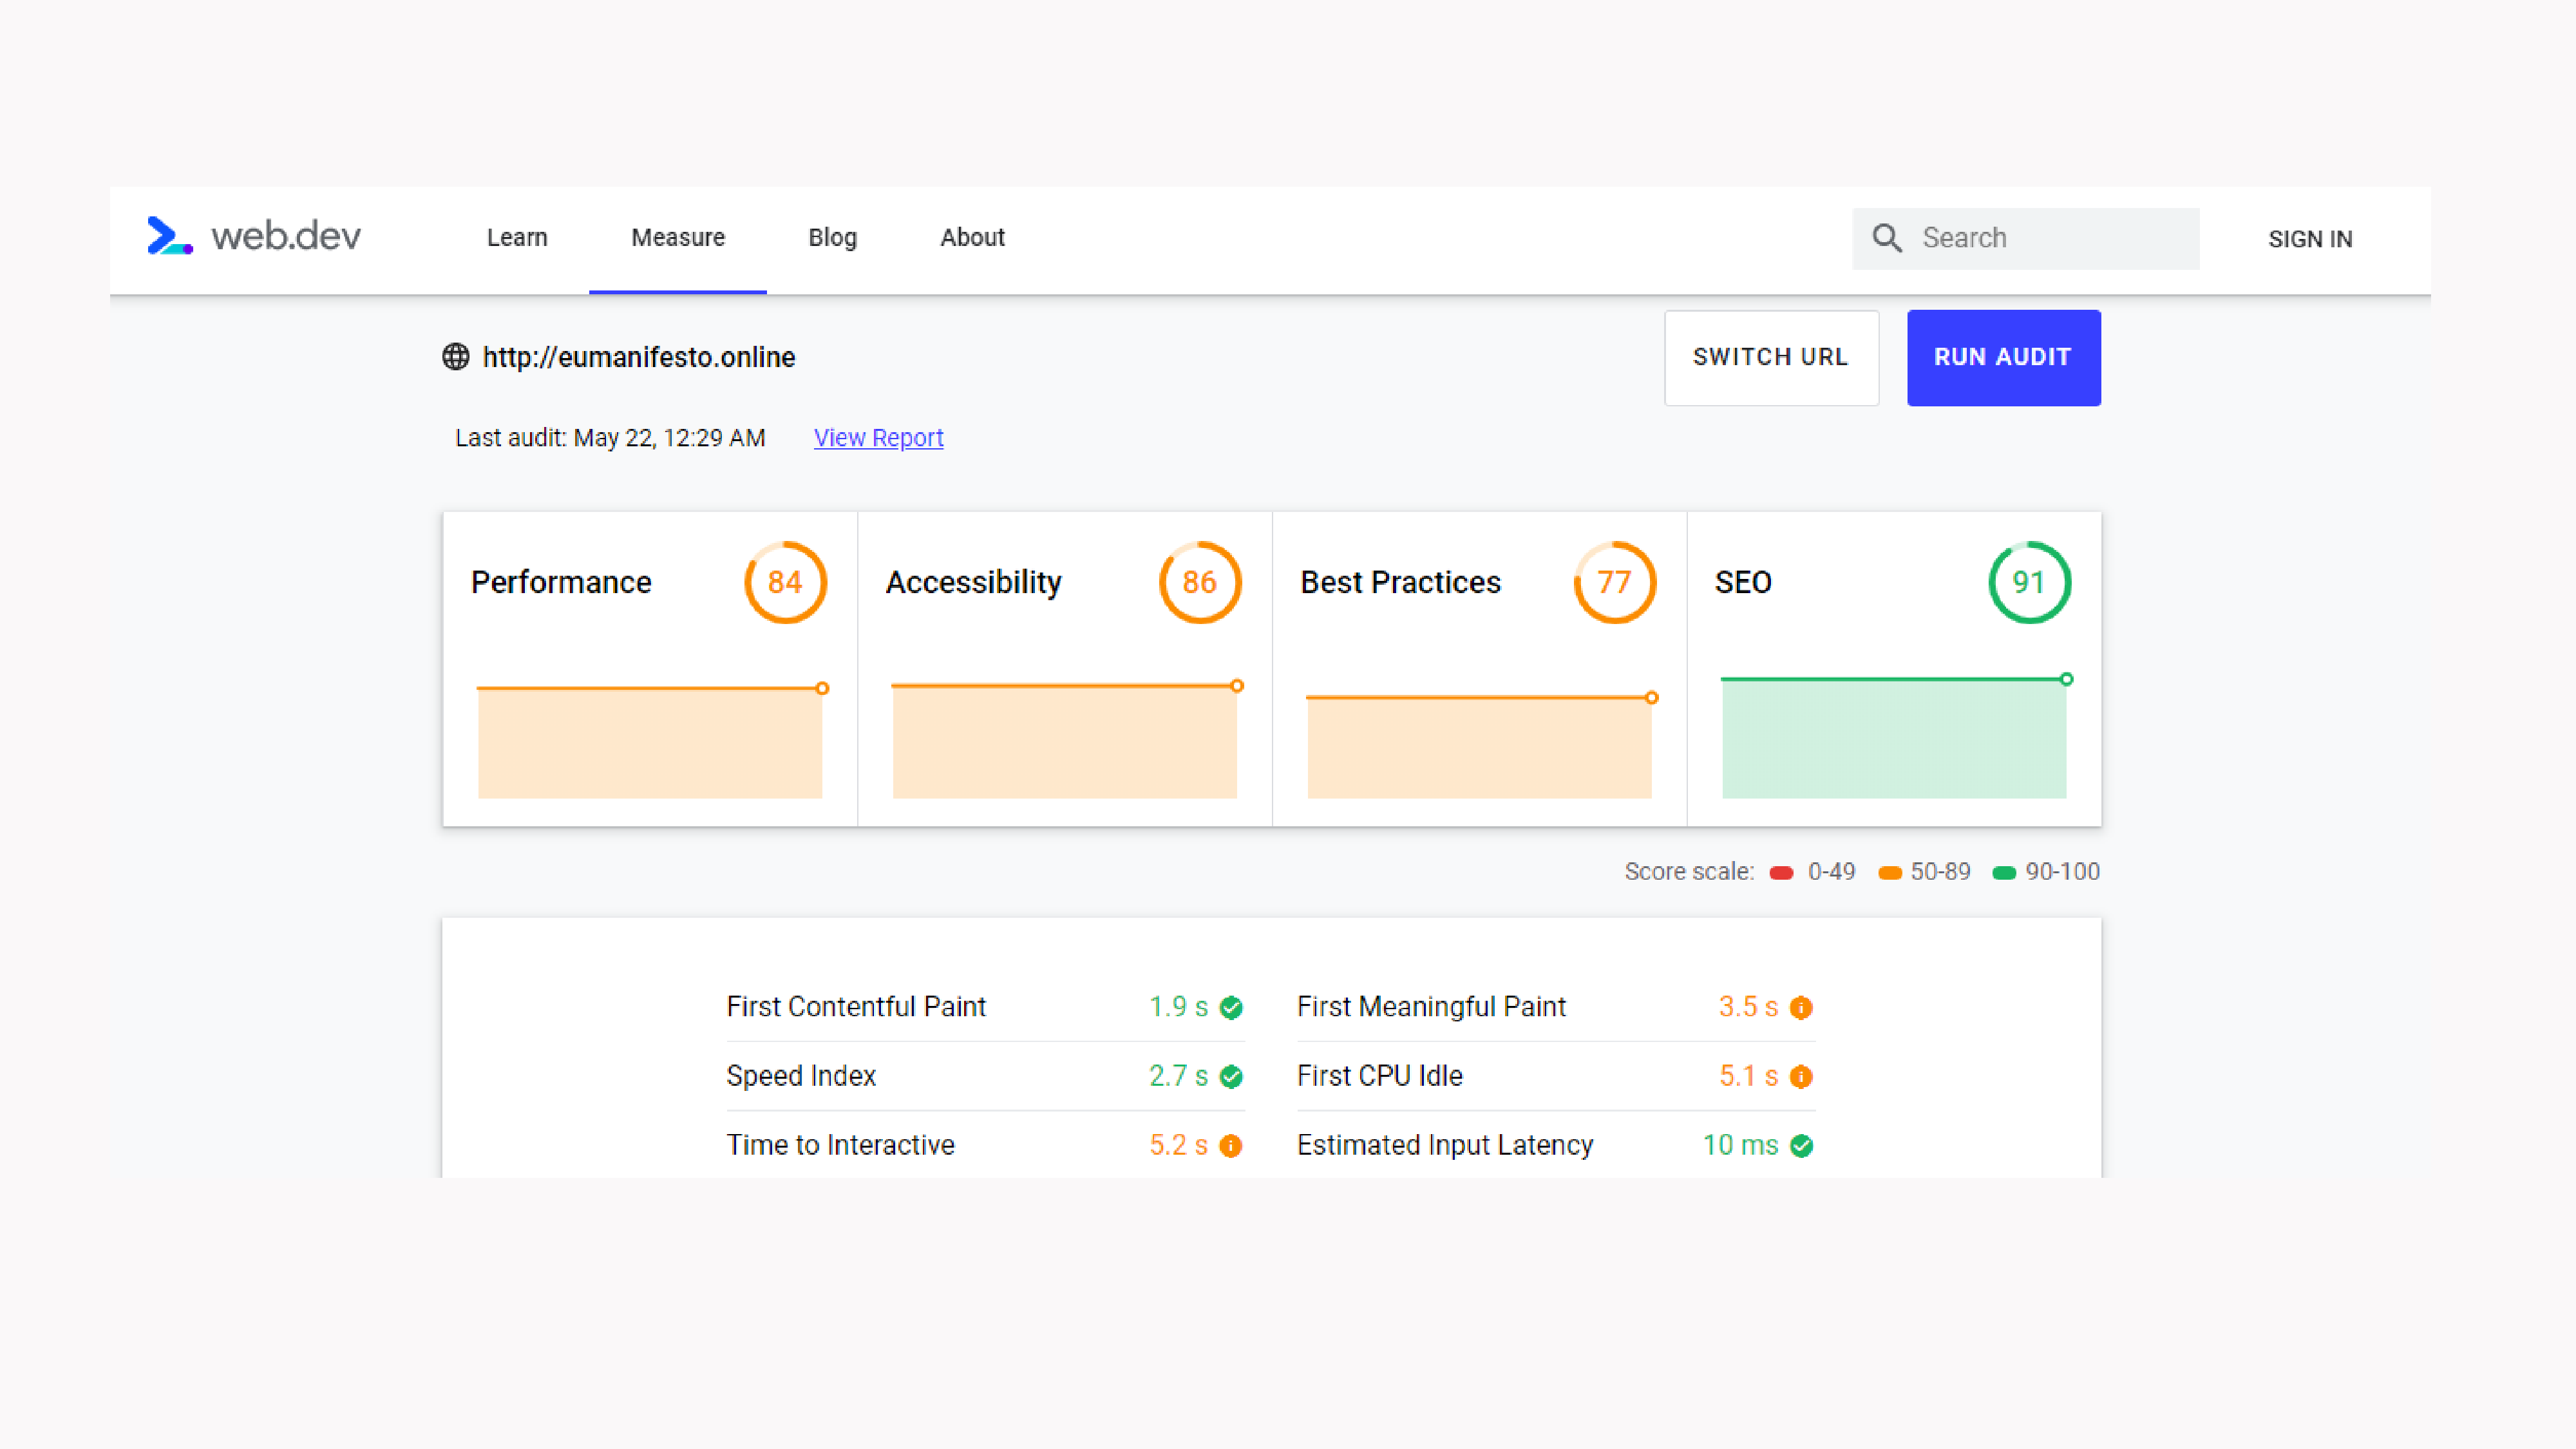 web.dev Learn Measure Blog About Search SIGN IN
http://eumanifesto.online SWITCH URL RUN AUDIT
Last audit: May 22, 12:29 AM View Report
Performance 84 Accessibility 86 Best Practices 77 SEO 91
Score scale: 0-49 50-89 90-100
First Contentful Paint 1.9 s First Meaningful Paint 3.5 s
Speed Index 2.7 s First CPU Idle 5.1 s
Time to Interactive 5.2 s Estimated Input Latency 10 ms